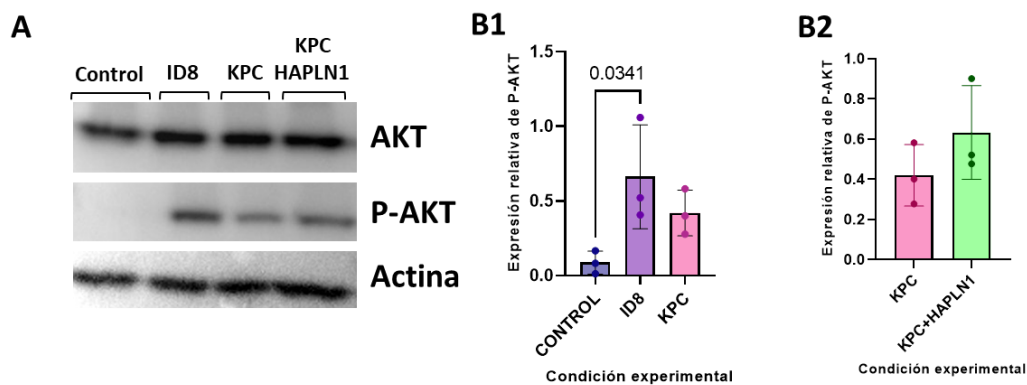 A
Control
ID8
KPC
KPC
HAPLN1
AKT
P-AKT
Actina
B1
Expresión relativa de P-AKT
1.5
1.0
0.5
0.0
0.0341
CONTROL
ID8
KPC
Condición experimental
B2
Expresión relativa de P-AKT
1.0
0.8
0.6
0.4
0.2
0.0
KPC
KPC+HAPLN1
Condición experimental